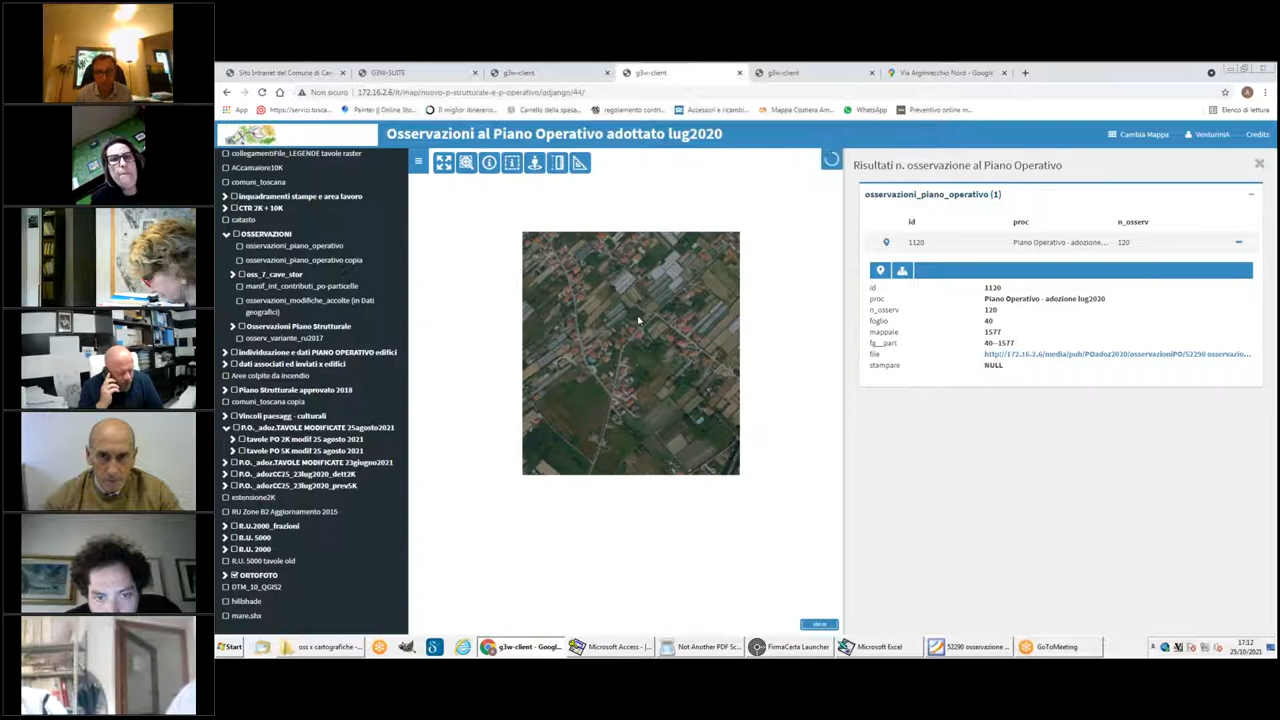 Sito Intranet del Comune di Car
G3W-SUITE
g3w-client
g3w-client
g3w-client
Via Arginvecchio Nord - Google
Non sicuro
172.16.2.6/it/map/nuovo-p-strutturale-e-p-operativo/qdjango/44/
App
https://servizi.tosca...
Painter || Online Sto...
Il miglior itinerario...
Carrello della spesa...
regolamento contri...
Accessori e ricambi...
Mappa Costiera Am...
WhatsApp
Preventivo online m...
Elenco di lettura
Osservazioni al Piano Operativo adottato lug2020
Cambia Mappa
VenturiniA
Credits
collegamentiFile_LEGENDE tavole raster
ACcamaiore10K
comuni_toscana
inquadramenti stampe e area lavoro
CTR 2K + 10K
catasto
OSSERVAZIONI
osservazioni_piano_operativo
osservazioni_piano_operativo copia
oss_7_cave_stor
manif_int_contributi_po-particelle
osservazioni_modifiche_accolte (in Dati
geografici)
Osservazioni Piano Strutturale
osserv_variante_ru2017
individuazione e dati PIANO OPERATIVO edifici
dati associati ed inviati x edifici
Aree colpite da incendio
Piano Strutturale approvato 2018
comuni_toscana copia
Vincoli paesagg - culturali
P.O._adoz.TAVOLE MODIFICATE 25agosto2021
tavole PO 2K modif 25 agosto 2021
tavole PO 5K modif 25 agosto 2021
P.O._adoz.TAVOLE MODIFICATE 23giugno2021
P.O._adozCC25_23lug2020_dett2K
P.O._adozCC25_23lug2020_prev5K
estensione2K
RU Zone B2 Aggiornamento 2015
R.U.2000_frazioni
R.U. 5000
R.U. 2000
R.U. 5000 tavole old
ORTOFOTO
DTM_10_QGIS2
hillshade
mare.shx
Risultati n. osservazione al Piano Operativo
osservazioni_piano_operativo (1)
id proc n_osserv
1120 Piano Operativo - adozione... 120
id 1120
proc Piano Operativo - adozione lug2020
n_osserv 120
foglio 40
mappale 1577
fg__part 40--1577
file http://172.16.2.6/media/pub/POadoz2020/osservazioniPO/52290 osservazio...
stampare NULL
Start
oss x cartografiche -...
g3w-client - Googl...
Microsoft Access - [...
Not Another PDF Sc...
FirmaCerta Launcher
Microsoft Excel
52290 osservazione ...
GoToMeeting
17:12
25/10/2021